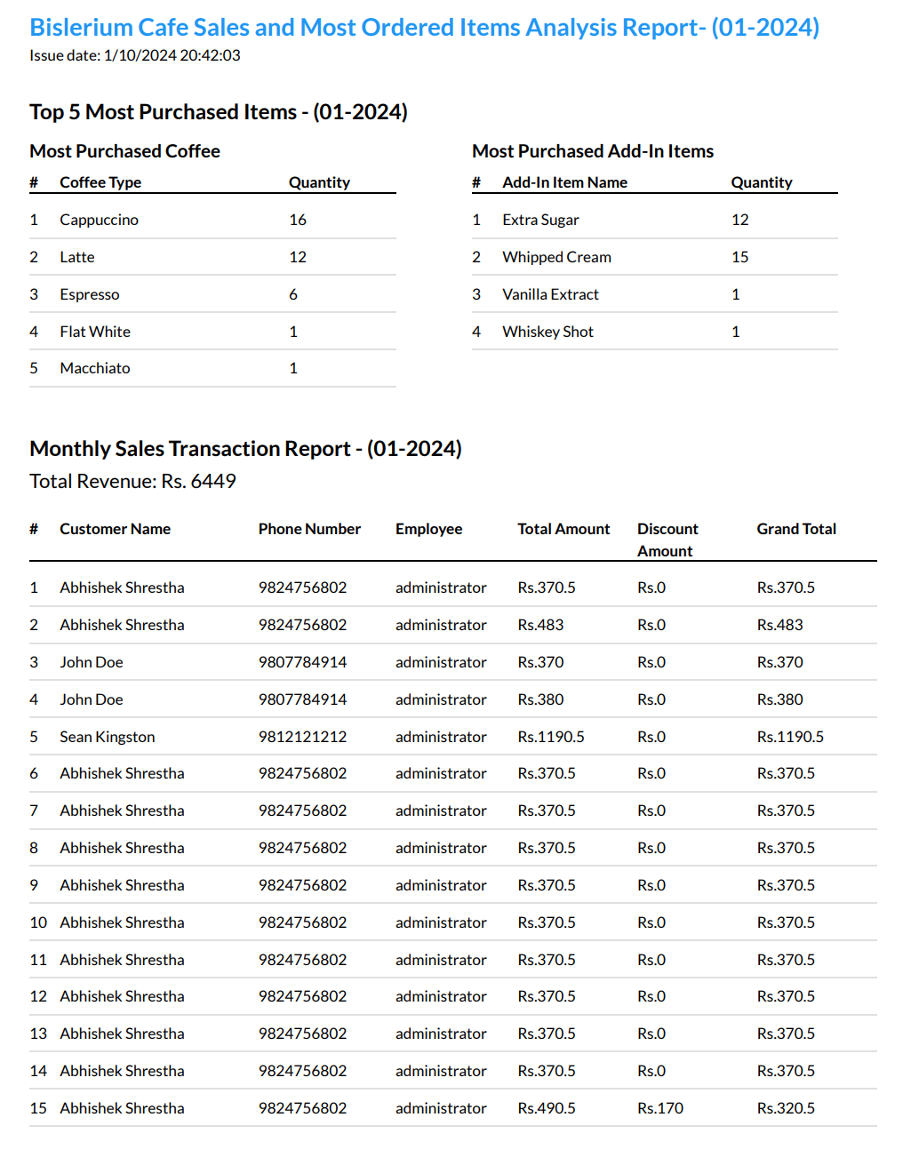 Bislerium Cafe Sales and Most Ordered Items Analysis Report- (01-2024)
Issue date: 1/10/2024 20:42:03
Top 5 Most Purchased Items - (01-2024)
Most Purchased Coffee
# Coffee Type Quantity
1 Cappuccino 16
2 Latte 12
3 Espresso 6
4 Flat White 1
5 Macchiato 1
Most Purchased Add-In Items
# Add-In Item Name Quantity
1 Extra Sugar 12
2 Whipped Cream 15
3 Vanilla Extract 1
4 Whiskey Shot 1
Monthly Sales Transaction Report - (01-2024)
Total Revenue: Rs. 6449
# Customer Name Phone Number Employee Total Amount Discount Grand Total
Amount
1 Abhishek Shrestha 9824756802 administrator Rs.370.5 Rs.0 Rs.370.5
2 Abhishek Shrestha 9824756802 administrator Rs.483 Rs.0 Rs.483
3 John Doe 9807784914 administrator Rs.370 Rs.0 Rs.370
4 John Doe 9807784914 administrator Rs.380 Rs.0 Rs.380
5 Sean Kingston 9812121212 administrator Rs.1190.5 Rs.0 Rs.1190.5
6 Abhishek Shrestha 9824756802 administrator Rs.370.5 Rs.0 Rs.370.5
7 Abhishek Shrestha 9824756802 administrator Rs.370.5 Rs.0 Rs.370.5
8 Abhishek Shrestha 9824756802 administrator Rs.370.5 Rs.0 Rs.370.5
9 Abhishek Shrestha 9824756802 administrator Rs.370.5 Rs.0 Rs.370.5
10 Abhishek Shrestha 9824756802 administrator Rs.370.5 Rs.0 Rs.370.5
11 Abhishek Shrestha 9824756802 administrator Rs.370.5 Rs.0 Rs.370.5
12 Abhishek Shrestha 9824756802 administrator Rs.370.5 Rs.0 Rs.370.5
13 Abhishek Shrestha 9824756802 administrator Rs.370.5 Rs.0 Rs.370.5
14 Abhishek Shrestha 9824756802 administrator Rs.370.5 Rs.0 Rs.370.5
15 Abhishek Shrestha 9824756802 administrator Rs.490.5 Rs.170 Rs.320.5